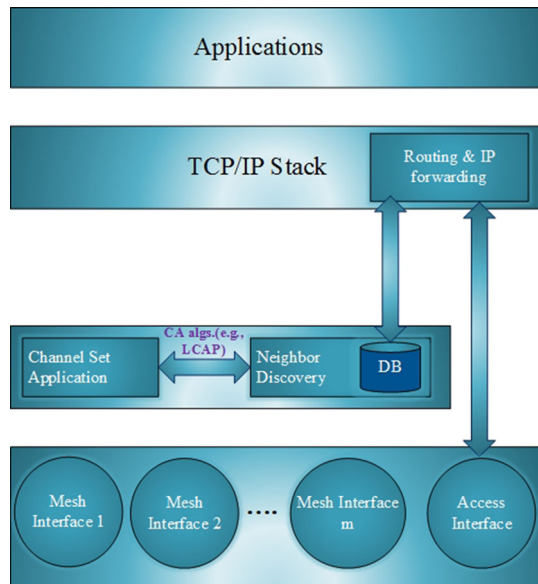 Applications
TCP/IP Stack
Routing & IP
forwarding
CA algs.(e.g.,
LCAP)
Channel Set
Application
Neighbor
Discovery
DB
Mesh
Interface 1
Mesh
Interface 2
....
Mesh Interface
m
Access
Interface